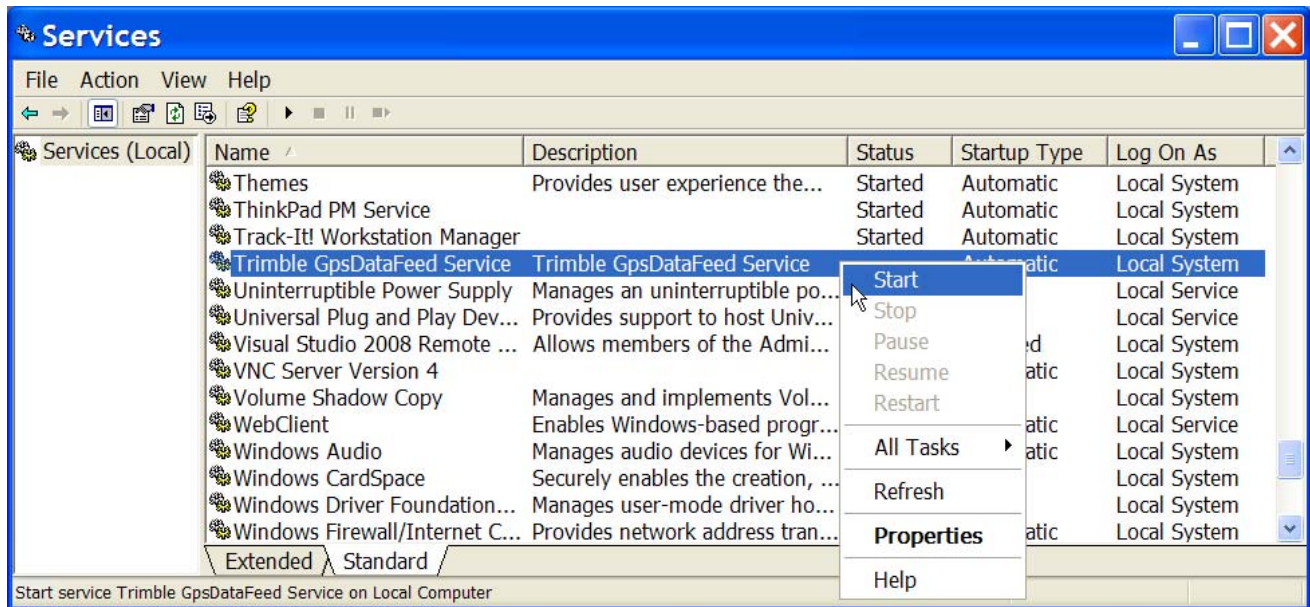 Services
File Action View Help
Services (Local) Name Description Status Startup Type Log On As
Themes Provides user experience the... Started Automatic Local System
ThinkPad PM Service Started Automatic Local System
Track-It! Workstation Manager Started Automatic Local System
Trimble GpsDataFeed Service Trimble GpsDataFeed Service Local System
Start
Uninterruptible Power Supply Manages an uninterruptible po... Local Service
Stop
Universal Plug and Play Dev... Provides support to host Univ... Local Service
Pause
Visual Studio 2008 Remote ... Allows members of the Admi... Local System
Resume
VNC Server Version 4 Local System
Restart
Volume Shadow Copy Manages and implements Vol... Local System
WebClient Enables Windows-based progr... Local Service
All Tasks
Windows Audio Manages audio devices for Wi... Local System
Windows CardSpace Securely enables the creation, ... Local System
Refresh
Windows Driver Foundation... Manages user-mode driver ho... Local System
Windows Firewall/Internet C... Provides network address tran... Local System
Properties
Extended Standard
Help
Start service Trimble GpsDataFeed Service on Local Computer